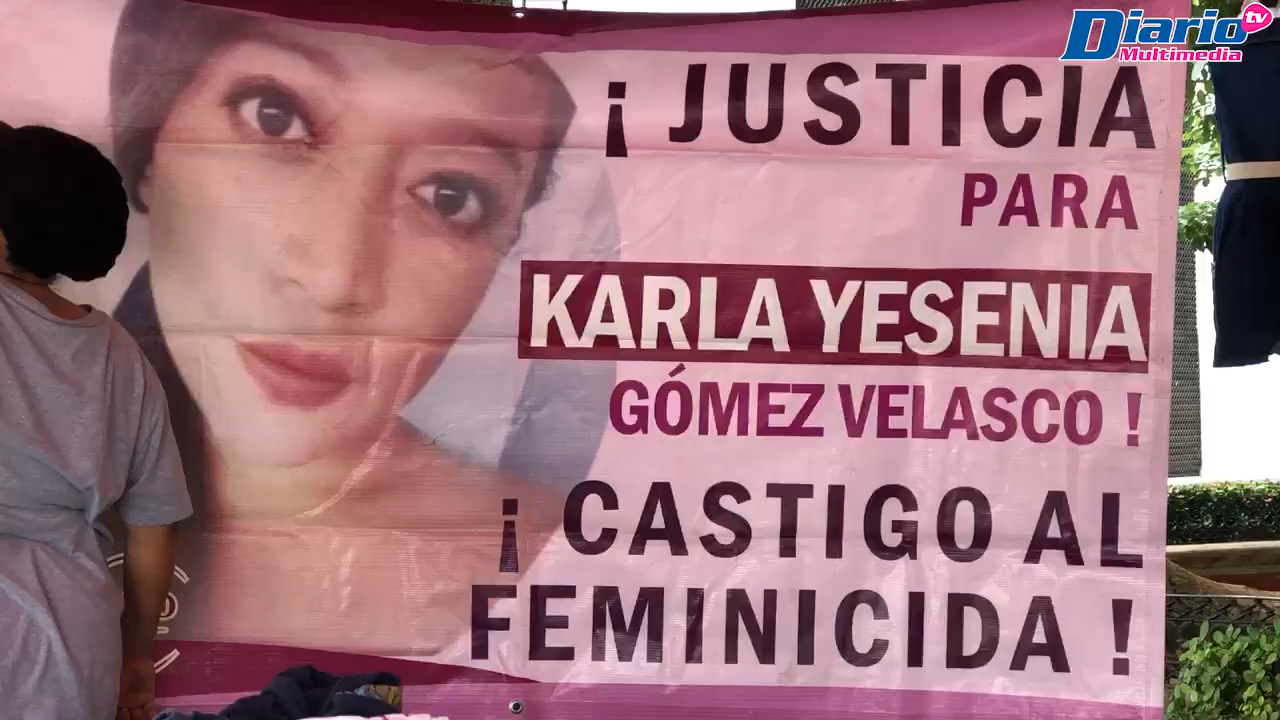 Diario tv
Multimedia
¡ JUSTICIA
PARA
KARLA YESENIA
GÓMEZ VELASCO !
¡ CASTIGO AL
FEMINICIDA !